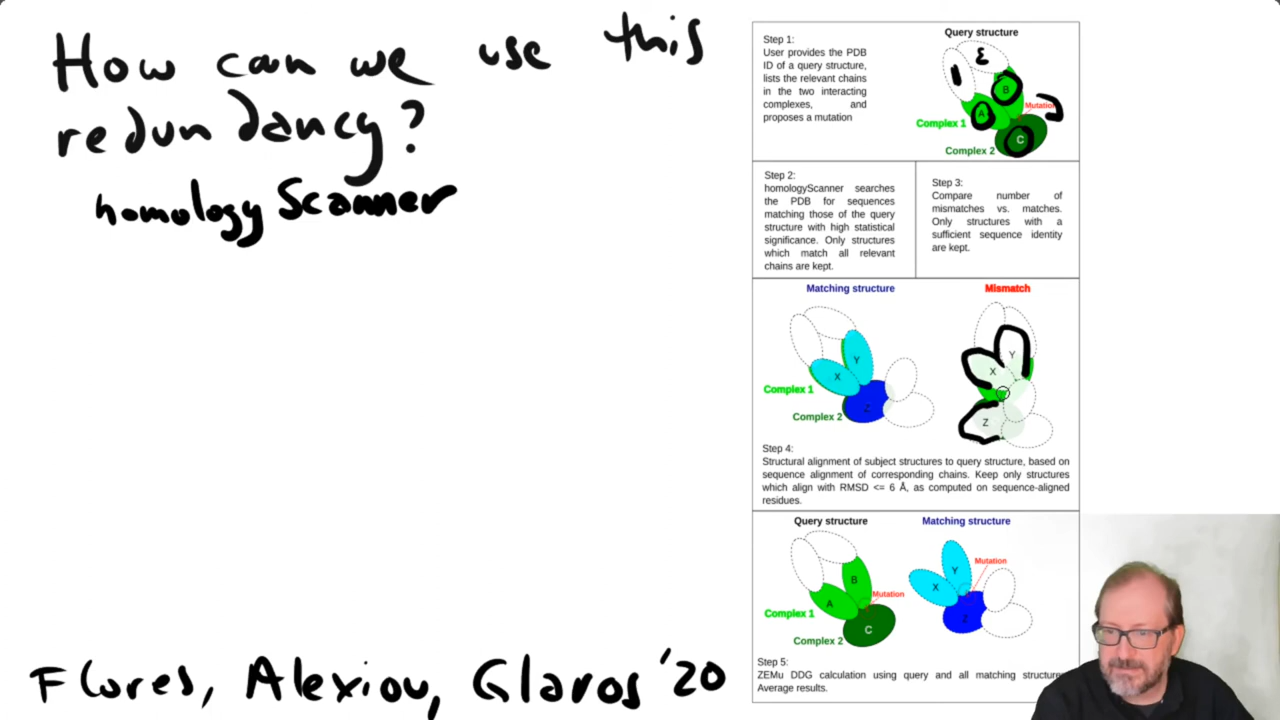 How can we use this
redundancy?
homologyScanner
Flores, Alexiou, Glaros '20
Step 1:
User provides the PDB
ID of a query structure,
lists the relevant chains
in the two interacting
complexes, and
proposes a mutation
Query structure
B
Mutation
A
Complex 1
C
Complex 2
Step 2:
homologyScanner searches
the PDB for sequences
matching those of the query
structure with high statistical
significance. Only structures
which match all relevant
chains are kept.
Step 3:
Compare number of
mismatches vs. matches.
Only structures with a
sufficient sequence identity
are kept.
Matching structure
Y
X
Complex 1
Z
Complex 2
Mismatch
Y
X
Z
Step 4:
Structural alignment of subject structures to query structure, based on
sequence alignment of corresponding chains. Keep only structures
which align with RMSD <= 6 Å, as computed on sequence-aligned
residues.
Query structure
B
Mutation
A
Complex 1
C
Complex 2
Matching structure
Mutation
Y
X
Z
Step 5:
ZEMu DDG calculation using query and all matching structures
Average results.